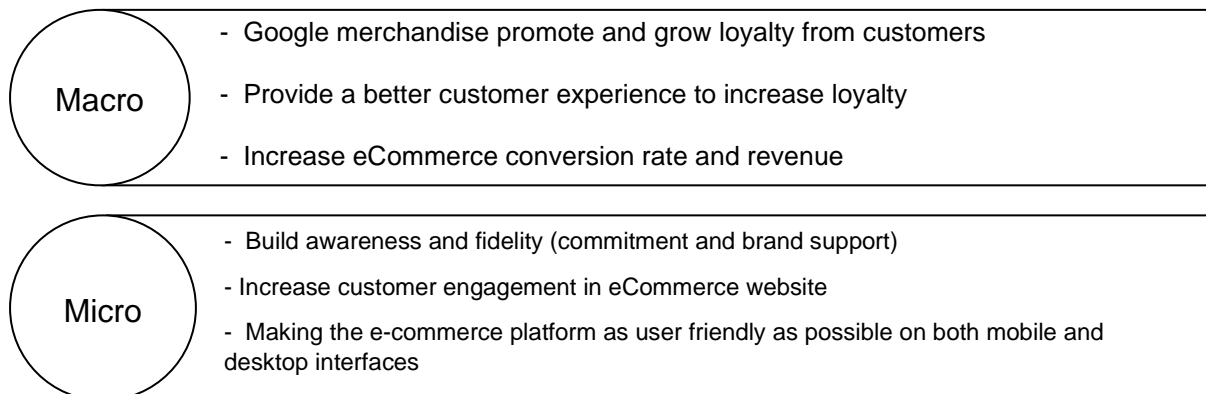 Macro
- Google merchandise promote and grow loyalty from customers
- Provide a better customer experience to increase loyalty
- Increase eCommerce conversion rate and revenue
Micro
- Build awareness and fidelity (commitment and brand support)
- Increase customer engagement in eCommerce website
- Making the e-commerce platform as user friendly as possible on both mobile and
desktop interfaces